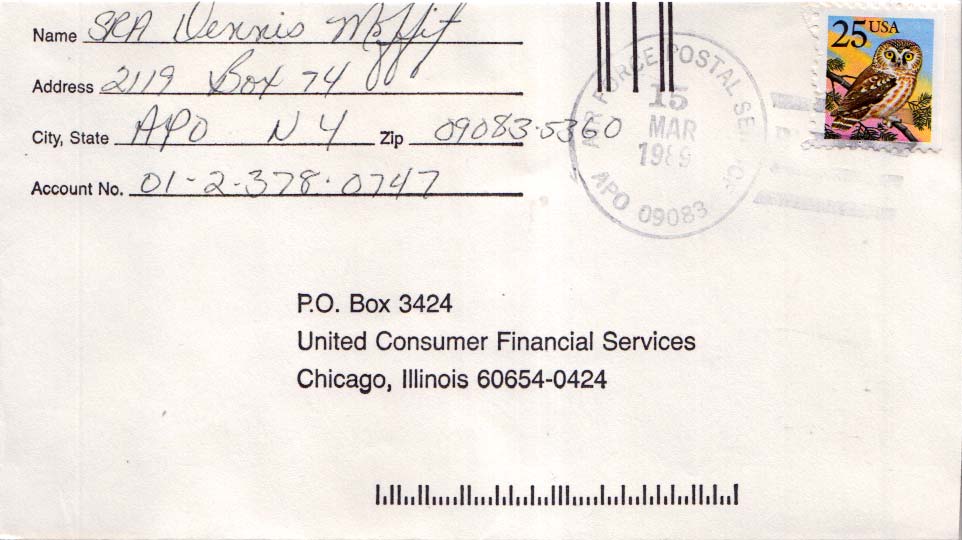 Name SRA Dennis Moffit
Address 2119 Box 74
City, State APO NY Zip 09083-5360
Account No. 01-2-378-0747
AIR FORCE POSTAL SERVICE
15
MAR
1989
APO 09083
25 USA
P.O. Box 3424
United Consumer Financial Services
Chicago, Illinois 60654-0424